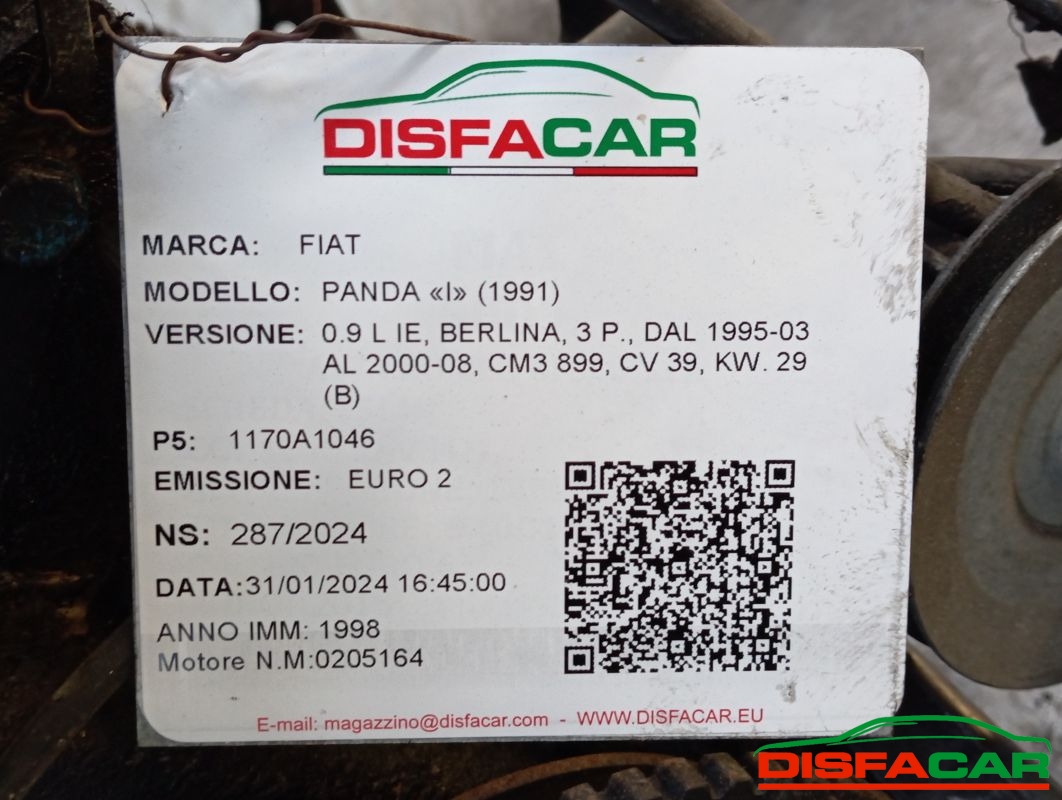 DISFACAR
MARCA: FIAT
MODELLO: PANDA «I» (1991)
VERSIONE: 0.9 L IE, BERLINA, 3 P., DAL 1995-03
AL 2000-08, CM3 899, CV 39, KW. 29
(B)
P5: 1170A1046
EMISSIONE: EURO 2
NS: 287/2024
DATA:31/01/2024 16:45:00
ANNO IMM: 1998
Motore N.M:0205164
E-mail: magazzino@disfacar.com - WWW.DISFACAR.EU
DISFACAR